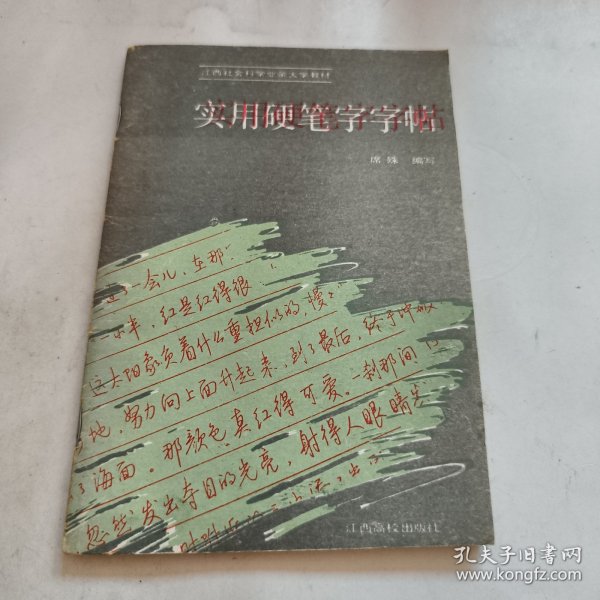 江西社会科学业余大学教材
实用硬笔字字帖
席殊 编写
一会儿，在那
小半，红是红得很
这太阳象负着什么重担似的，慢
地，努力向上面升起来，到了最后，终于冲破
了海面。那颜色真红得可爱。一刹那间
忽然发出夺目的光亮，射得人眼睛
江西高校出版社
孔夫子旧书网
www.kongfz.com